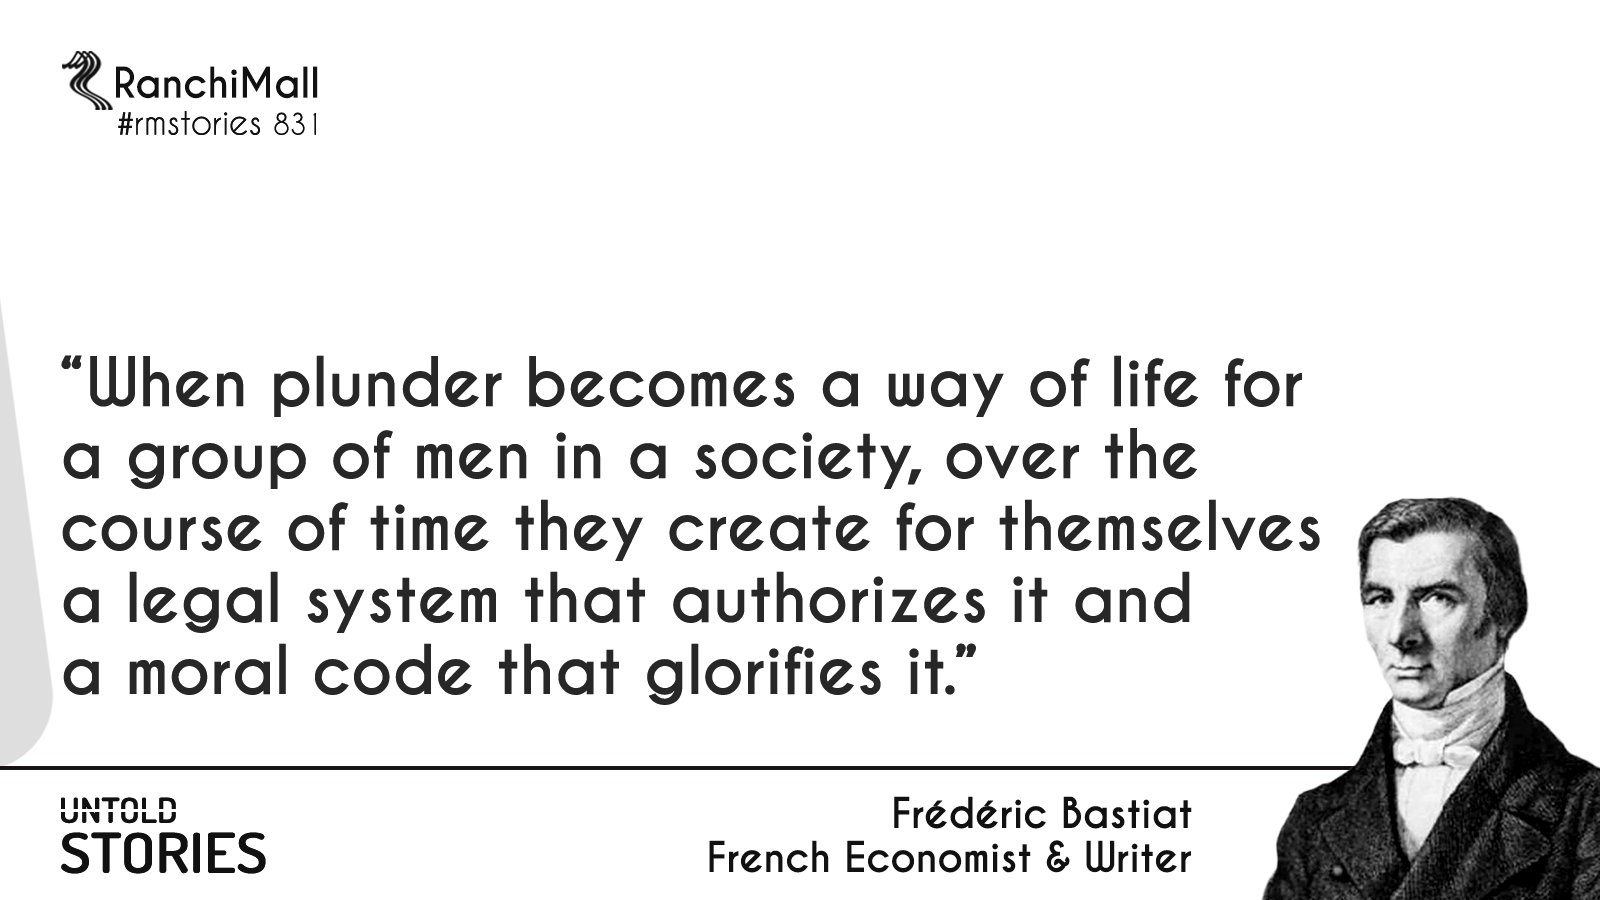 RanchiMall
#rmstories 831
“When plunder becomes a way of life for
a group of men in a society, over the
course of time they create for themselves
a legal system that authorizes it and
a moral code that glorifies it.”
UNTOLD
STORIES
Frédéric Bastiat
French Economist & Writer